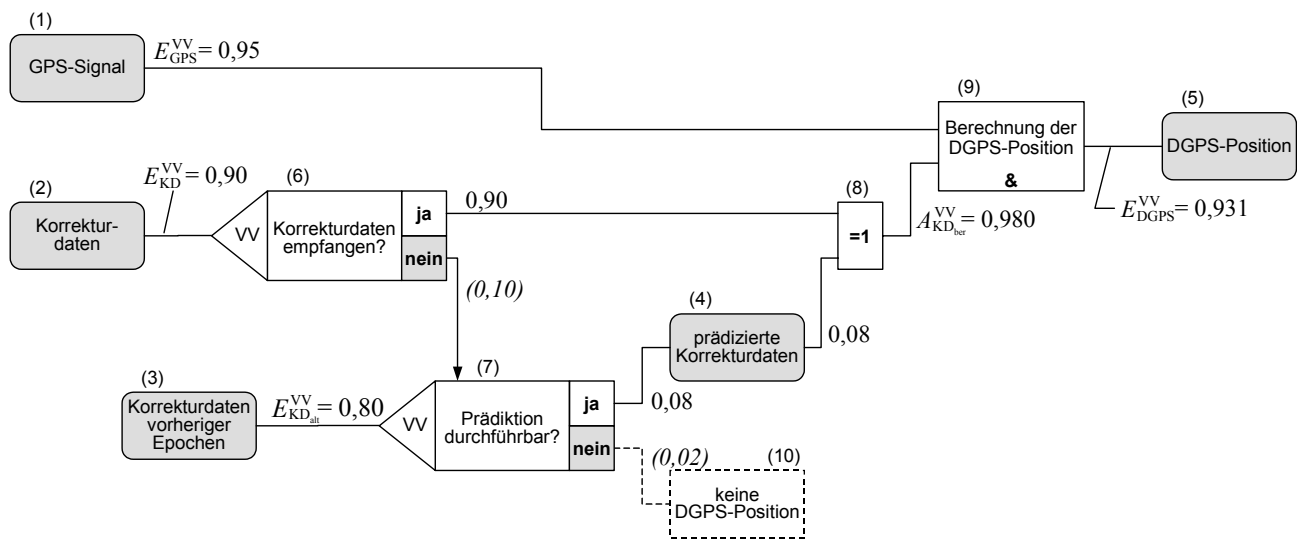 (1)
GPS-Signal
E^VV_GPS = 0,95
(9)
Berechnung der
DGPS-Position
&
(5)
DGPS-Position
E^VV_DGPS = 0,931
(2)
Korrektur-
daten
E^VV_KD = 0,90
(6)
VV
Korrekturdaten
empfangen?
ja
nein
0,90
(0,10)
(8)
=1
A^VV_KD_ber = 0,980
(4)
prädizierte
Korrekturdaten
0,08
(3)
Korrekturdaten
vorheriger
Epochen
E^VV_KD_alt = 0,80
(7)
VV
Prädiktion
durchführbar?
ja
nein
0,08
(0,02)
(10)
keine
DGPS-Position